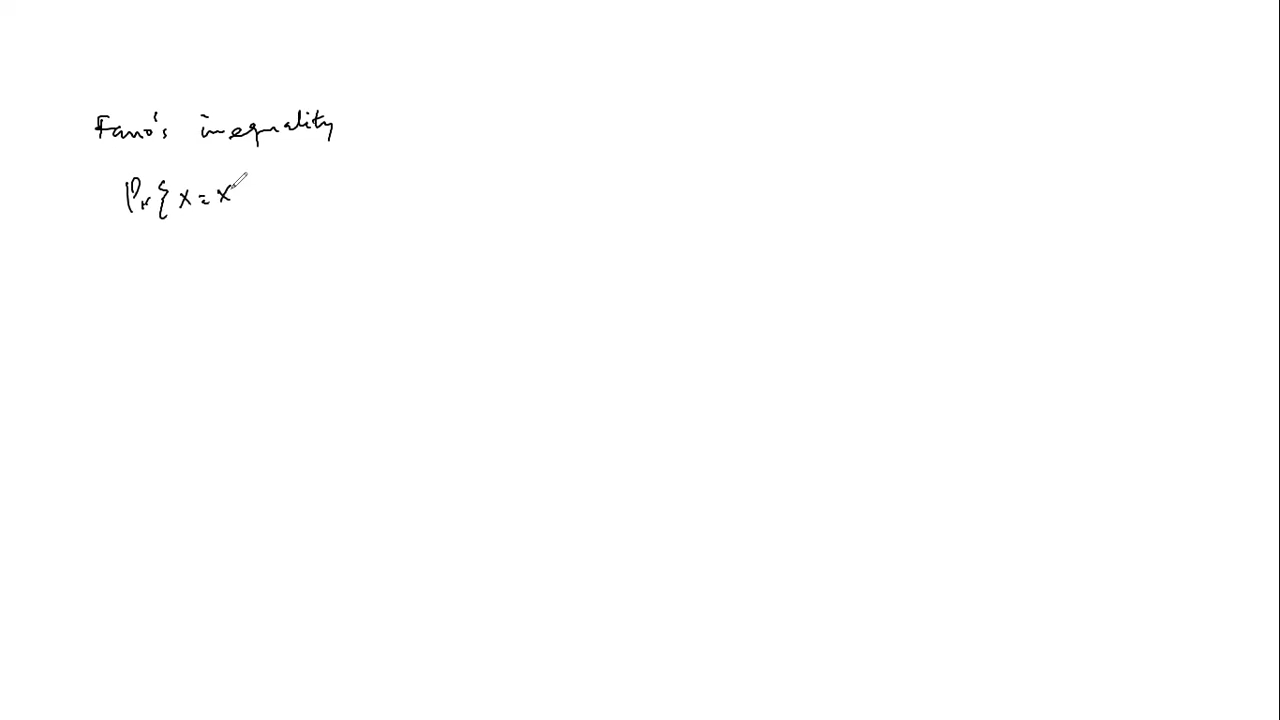 Fano's inequality
Pr{ x = x